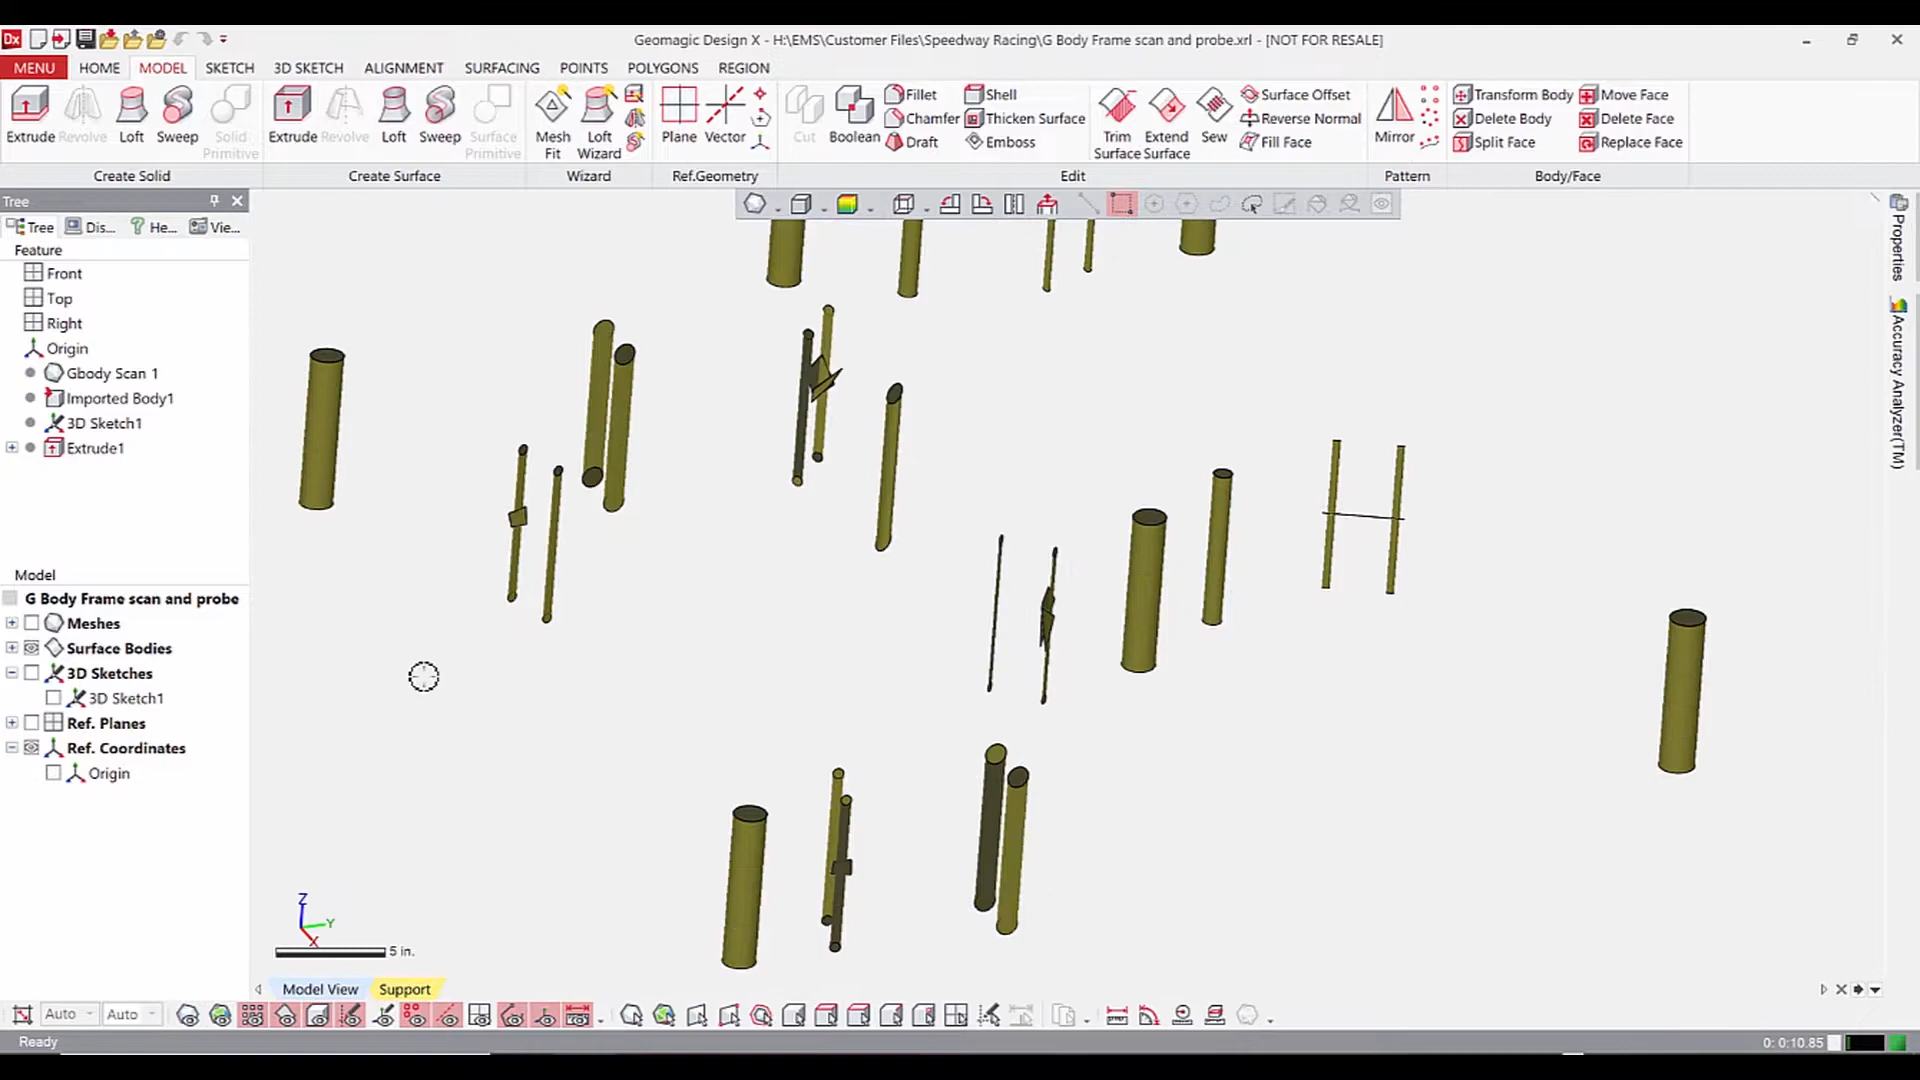 Dx
Geomagic Design X - H:\EMS\Customer Files\Speedway Racing\G Body Frame scan and probe.xrl - [NOT FOR RESALE]
MENU HOME MODEL SKETCH 3D SKETCH ALIGNMENT SURFACING POINTS POLYGONS REGION
Extrude Revolve Loft Sweep Solid Primitive
Extrude Revolve Loft Sweep Surface Primitive
Mesh Fit Loft Wizard
Plane Vector
Cut Boolean
Fillet Shell
Chamfer Thicken Surface
Draft Emboss
Trim Surface Extend Surface Sew
Surface Offset
Reverse Normal
Fill Face
Mirror
Transform Body Move Face
Delete Body Delete Face
Split Face Replace Face
Create Solid Create Surface Wizard Ref.Geometry Edit Pattern Body/Face
Tree
Tree Dis... He... Vie...
Feature
Front
Top
Right
Origin
Gbody Scan 1
Imported Body1
3D Sketch1
Extrude1
Model
G Body Frame scan and probe
Meshes
Surface Bodies
3D Sketches
3D Sketch1
Ref. Planes
Ref. Coordinates
Origin
Properties
Accuracy Analyzer(TM)
Z
Y
X
5 in.
Model View Support
Auto Auto
Ready
0: 0:10.85